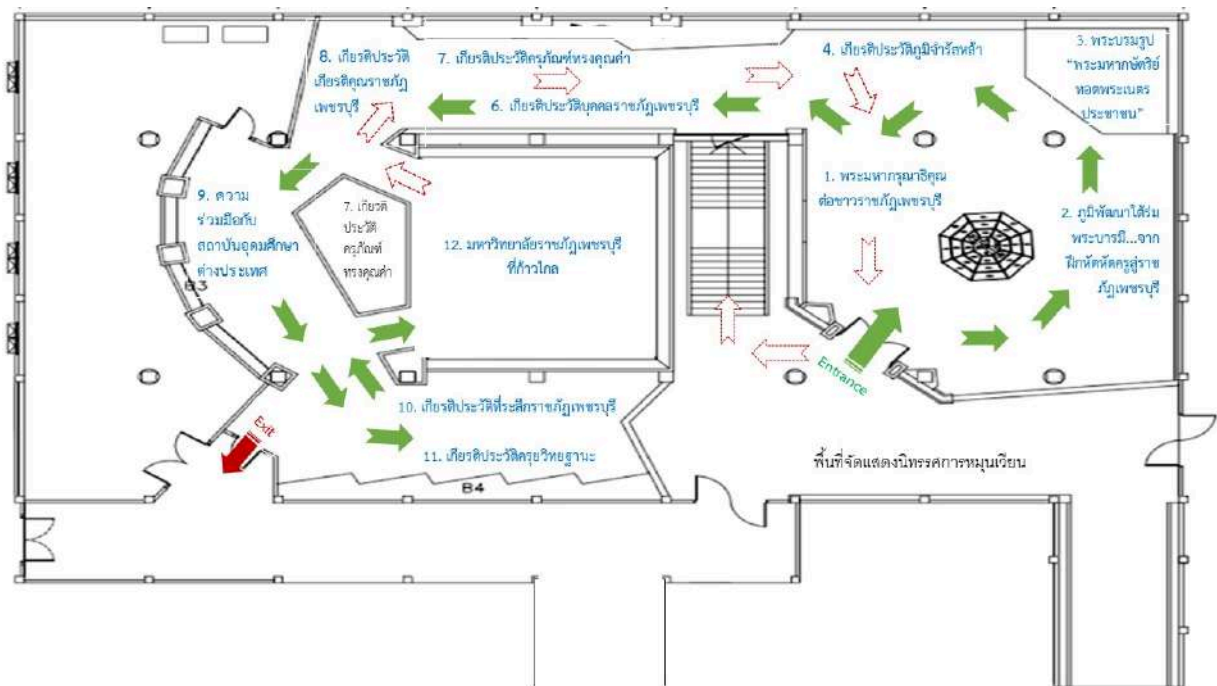 8. เกียรติประวัติ
เกียรติคุณราชภัฏ
เพชรบุรี
7. เกียรติประวัติครุภัณฑ์ทรงคุณค่า
6. เกียรติประวัติบุคคลราชภัฏเพชรบุรี
4. เกียรติประวัติภูมิจำรัสหล้า
3. พระบรมรูป
"พระมหากษัตริย์
ทอดพระเนตร
ประชาชน"
1. พระมหากรุณาธิคุณ
ต่อชาวราชภัฏเพชรบุรี
2. ภูมิพัฒนาใต้ร่ม
พระบารมี...จาก
ฝึกหัดหัดครูสู่ราช
ภัฏเพชรบุรี
9. ความ
ร่วมมือกับ
สถาบันอุดมศึกษา
ต่างประเทศ
B3
7. เกียรติ
ประวัติ
ครุภัณฑ์
ทรงคุณค่า
12. มหาวิทยาลัยราชภัฏเพชรบุรี
ที่ก้าวไกล
Entrance
10. เกียรติประวัติที่ระลึกราชภัฏเพชรบุรี
Exit
11. เกียรติประวัติครุยวิทยฐานะ
B4
พื้นที่จัดแสดงนิทรรศการหมุนเวียน